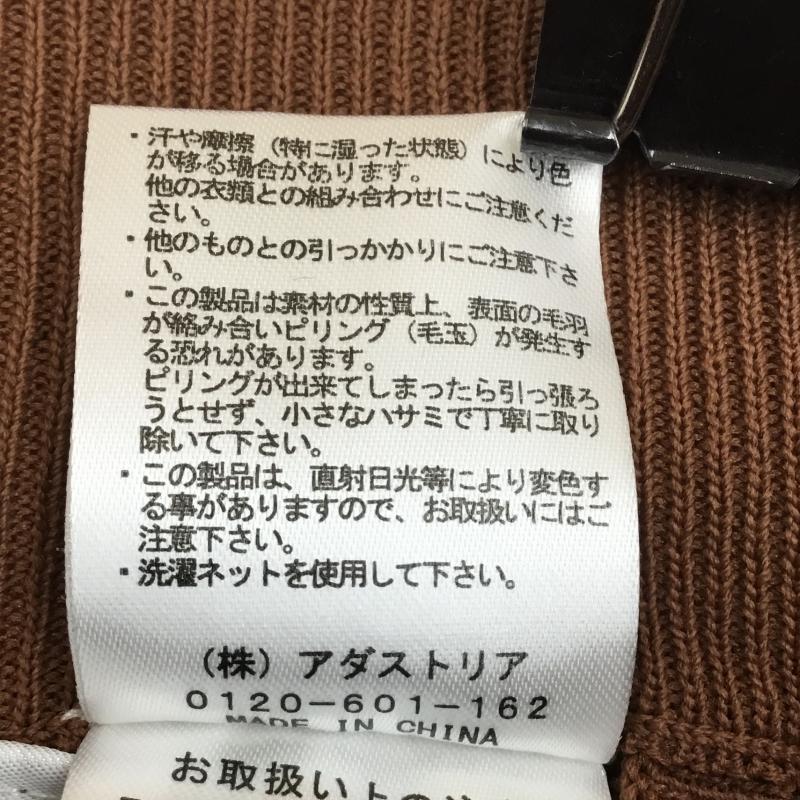 ・汗や摩擦（特に湿った状態）により色
が移る場合があります。
他の衣類との組み合わせにご注意くだ
さい。
・他のものとの引っかかりにご注意下さ
い。
・この製品は素材の性質上、表面の毛羽
が絡み合いピリング（毛玉）が発生す
る恐れがあります。
ピリングが出来てしまったら引っ張ろ
うとせず、小さなハサミで丁寧に取り
除いて下さい。
・この製品は、直射日光等により変色す
る事がありますので、お取扱いにはご
注意下さい。
・洗濯ネットを使用して下さい。
（株）アダストリア
0120-601-162
MADE IN CHINA
お取扱い上の注